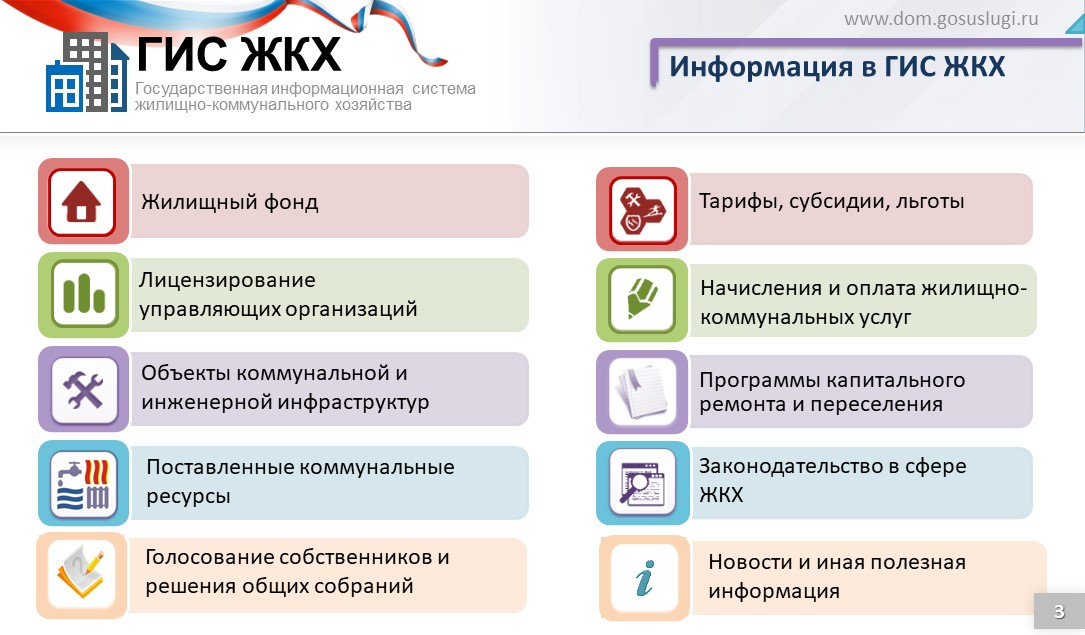 www.dom.gosuslugi.ru
ГИС ЖКХ
Государственная информационная система
жилищно-коммунального хозяйства
Информация в ГИС ЖКХ
Жилищный фонд
Лицензирование
управляющих организаций
Объекты коммунальной и
инженерной инфраструктур
Поставленные коммунальные
ресурсы
Голосование собственников и
решения общих собраний
Тарифы, субсидии, льготы
Начисления и оплата жилищно-
коммунальных услуг
Программы капитального
ремонта и переселения
Законодательство в сфере
ЖКХ
Новости и иная полезная
информация
3